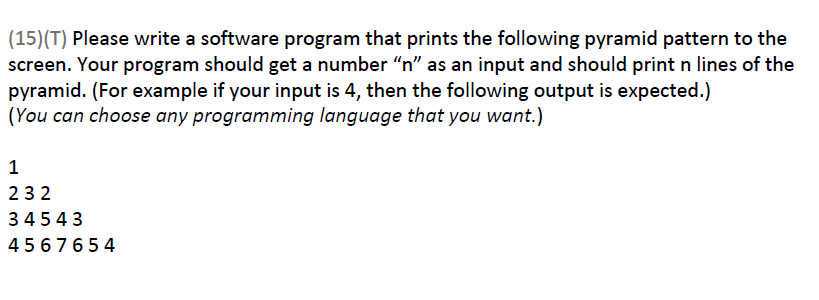 (15)(T) Please write a software program that prints the following pyramid pattern to the
screen. Your program should get a number “n” as an input and should print n lines of the
pyramid. (For example if your input is 4, then the following output is expected.)
(You can choose any programming language that you want.)
1
2 3 2
3 4 5 4 3
4 5 6 7 6 5 4